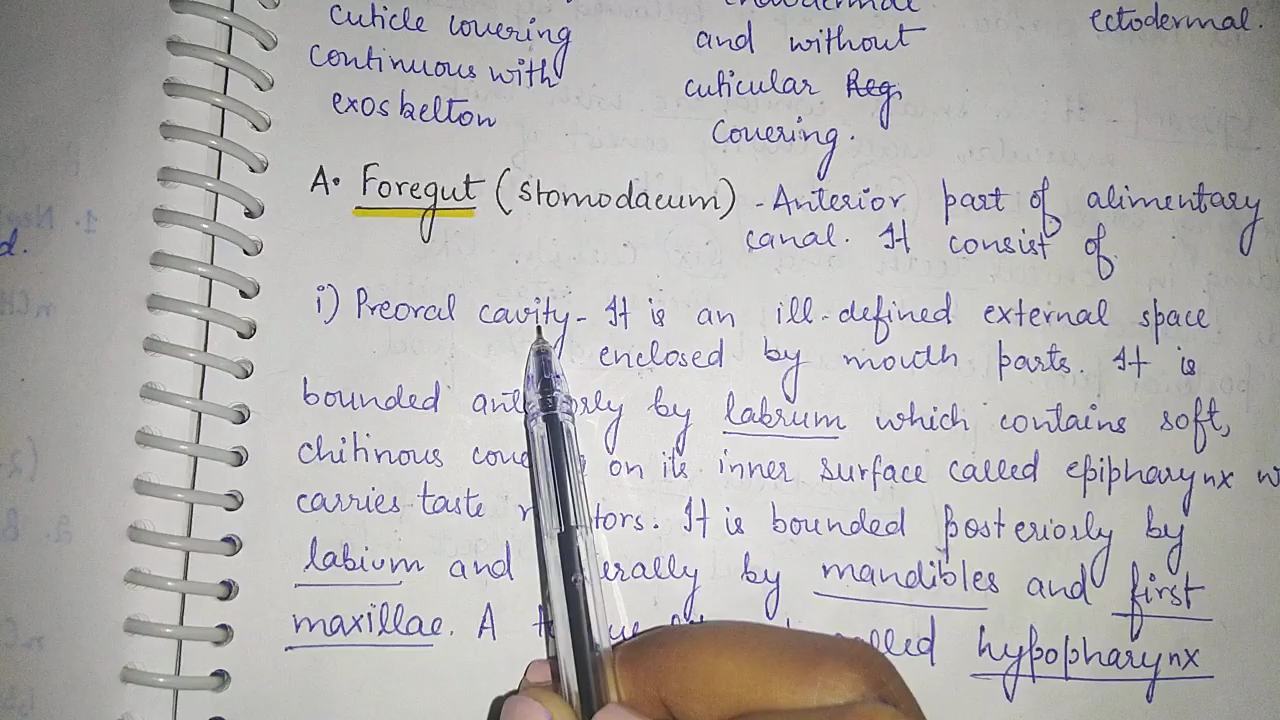 cuticle covering
continuous with
exoskelton
and without
cuticular Reg,
covering.
ectodermal.
A. Foregut (stomodaeum) - Anterior part of alimentary
canal. It consist of
i) Preoral cavity - It is an ill-defined external space
enclosed by mouth parts. It is
bounded by labrum which contains soft,
chitinous on its inner surface called epipharynx
carries taste. It is bounded posteriorly by
labium and by mandibles and first
maxillae. A hypopharynx